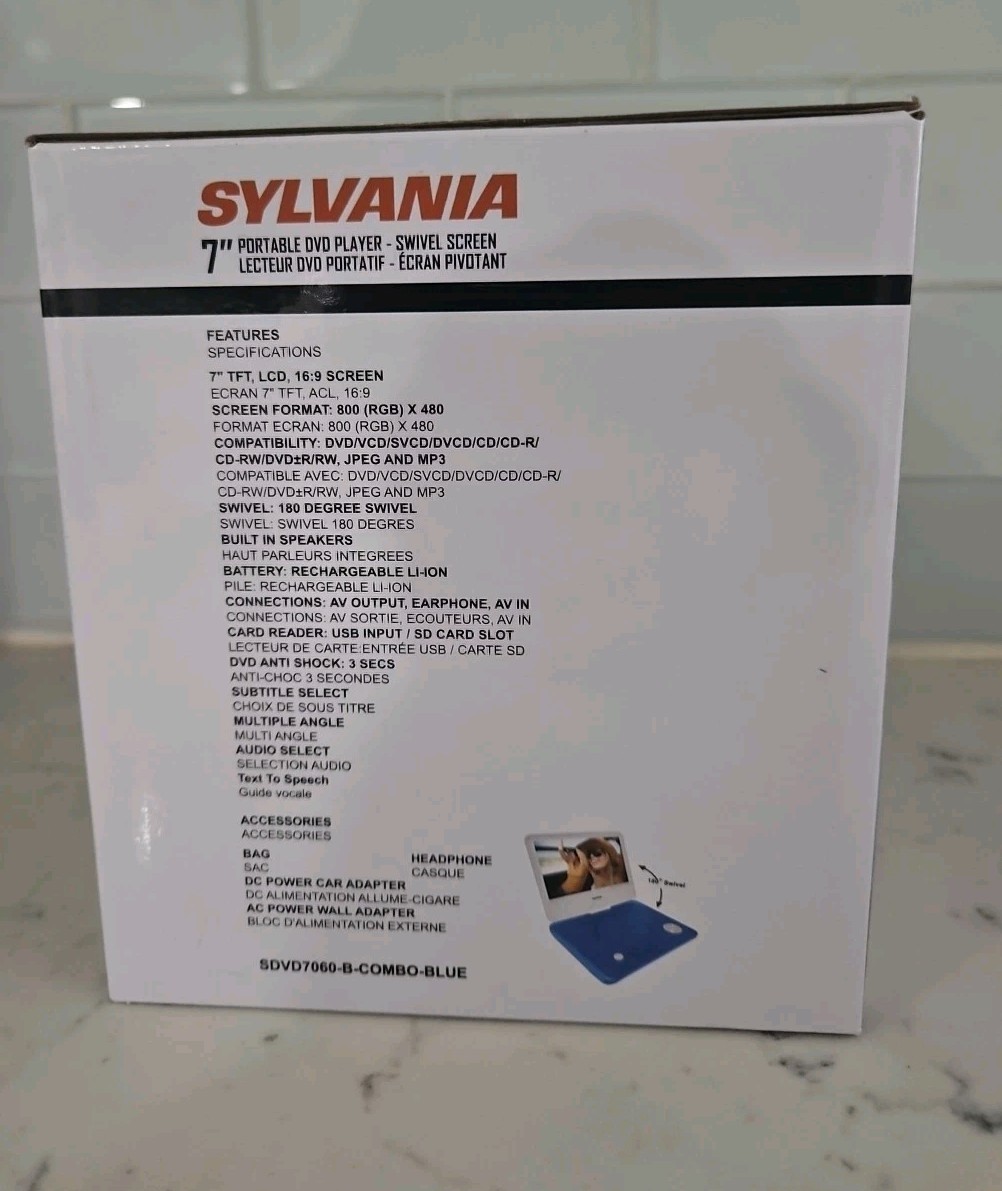 SYLVANIA
7" PORTABLE DVD PLAYER - SWIVEL SCREEN
LECTEUR DVD PORTATIF - ÉCRAN PIVOTANT
FEATURES
SPECIFICATIONS
7" TFT, LCD, 16:9 SCREEN
ECRAN 7" TFT, ACL, 16:9
SCREEN FORMAT: 800 (RGB) X 480
FORMAT ECRAN: 800 (RGB) X 480
COMPATIBILITY: DVD/VCD/SVCD/DVCD/CD/CD-R/
CD-RW/DVD±R/RW, JPEG AND MP3
COMPATIBLE AVEC: DVD/VCD/SVCD/DVCD/CD/CD-R/
CD-RW/DVD±R/RW, JPEG AND MP3
SWIVEL: 180 DEGREE SWIVEL
SWIVEL: SWIVEL 180 DEGRES
BUILT IN SPEAKERS
HAUT PARLEURS INTEGREES
BATTERY: RECHARGEABLE LI-ION
PILE: RECHARGEABLE LI-ION
CONNECTIONS: AV OUTPUT, EARPHONE, AV IN
CONNECTIONS: AV SORTIE, ECOUTEURS, AV IN
CARD READER: USB INPUT / SD CARD SLOT
LECTEUR DE CARTE:ENTRÉE USB / CARTE SD
DVD ANTI SHOCK: 3 SECS
ANTI-CHOC 3 SECONDES
SUBTITLE SELECT
CHOIX DE SOUS TITRE
MULTIPLE ANGLE
MULTI ANGLE
AUDIO SELECT
SELECTION AUDIO
Text To Speech
Guide vocale
ACCESSORIES
ACCESSORIES
BAG
SAC
HEADPHONE
CASQUE
DC POWER CAR ADAPTER
DC ALIMENTATION ALLUME-CIGARE
AC POWER WALL ADAPTER
BLOC D'ALIMENTATION EXTERNE
180° Swivel
SDVD7060-B-COMBO-BLUE